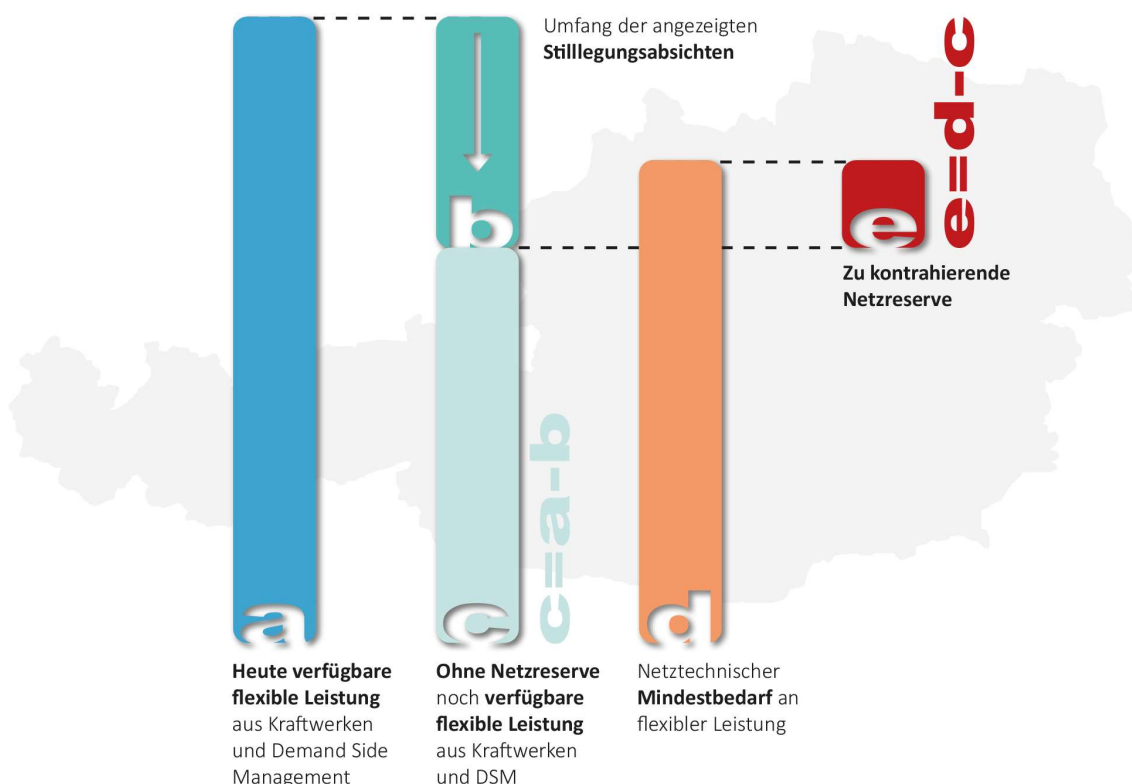 Umfang der angezeigten
Stilllegungsabsichten
b
e
e=d-c
Zu kontrahierende
Netzreserve
c=a-b
a
c
d
Heute verfügbare
flexible Leistung
aus Kraftwerken
und Demand Side
Management
Ohne Netzreserve
noch verfügbare
flexible Leistung
aus Kraftwerken
und DSM
Netztechnischer
Mindestbedarf an
flexibler Leistung